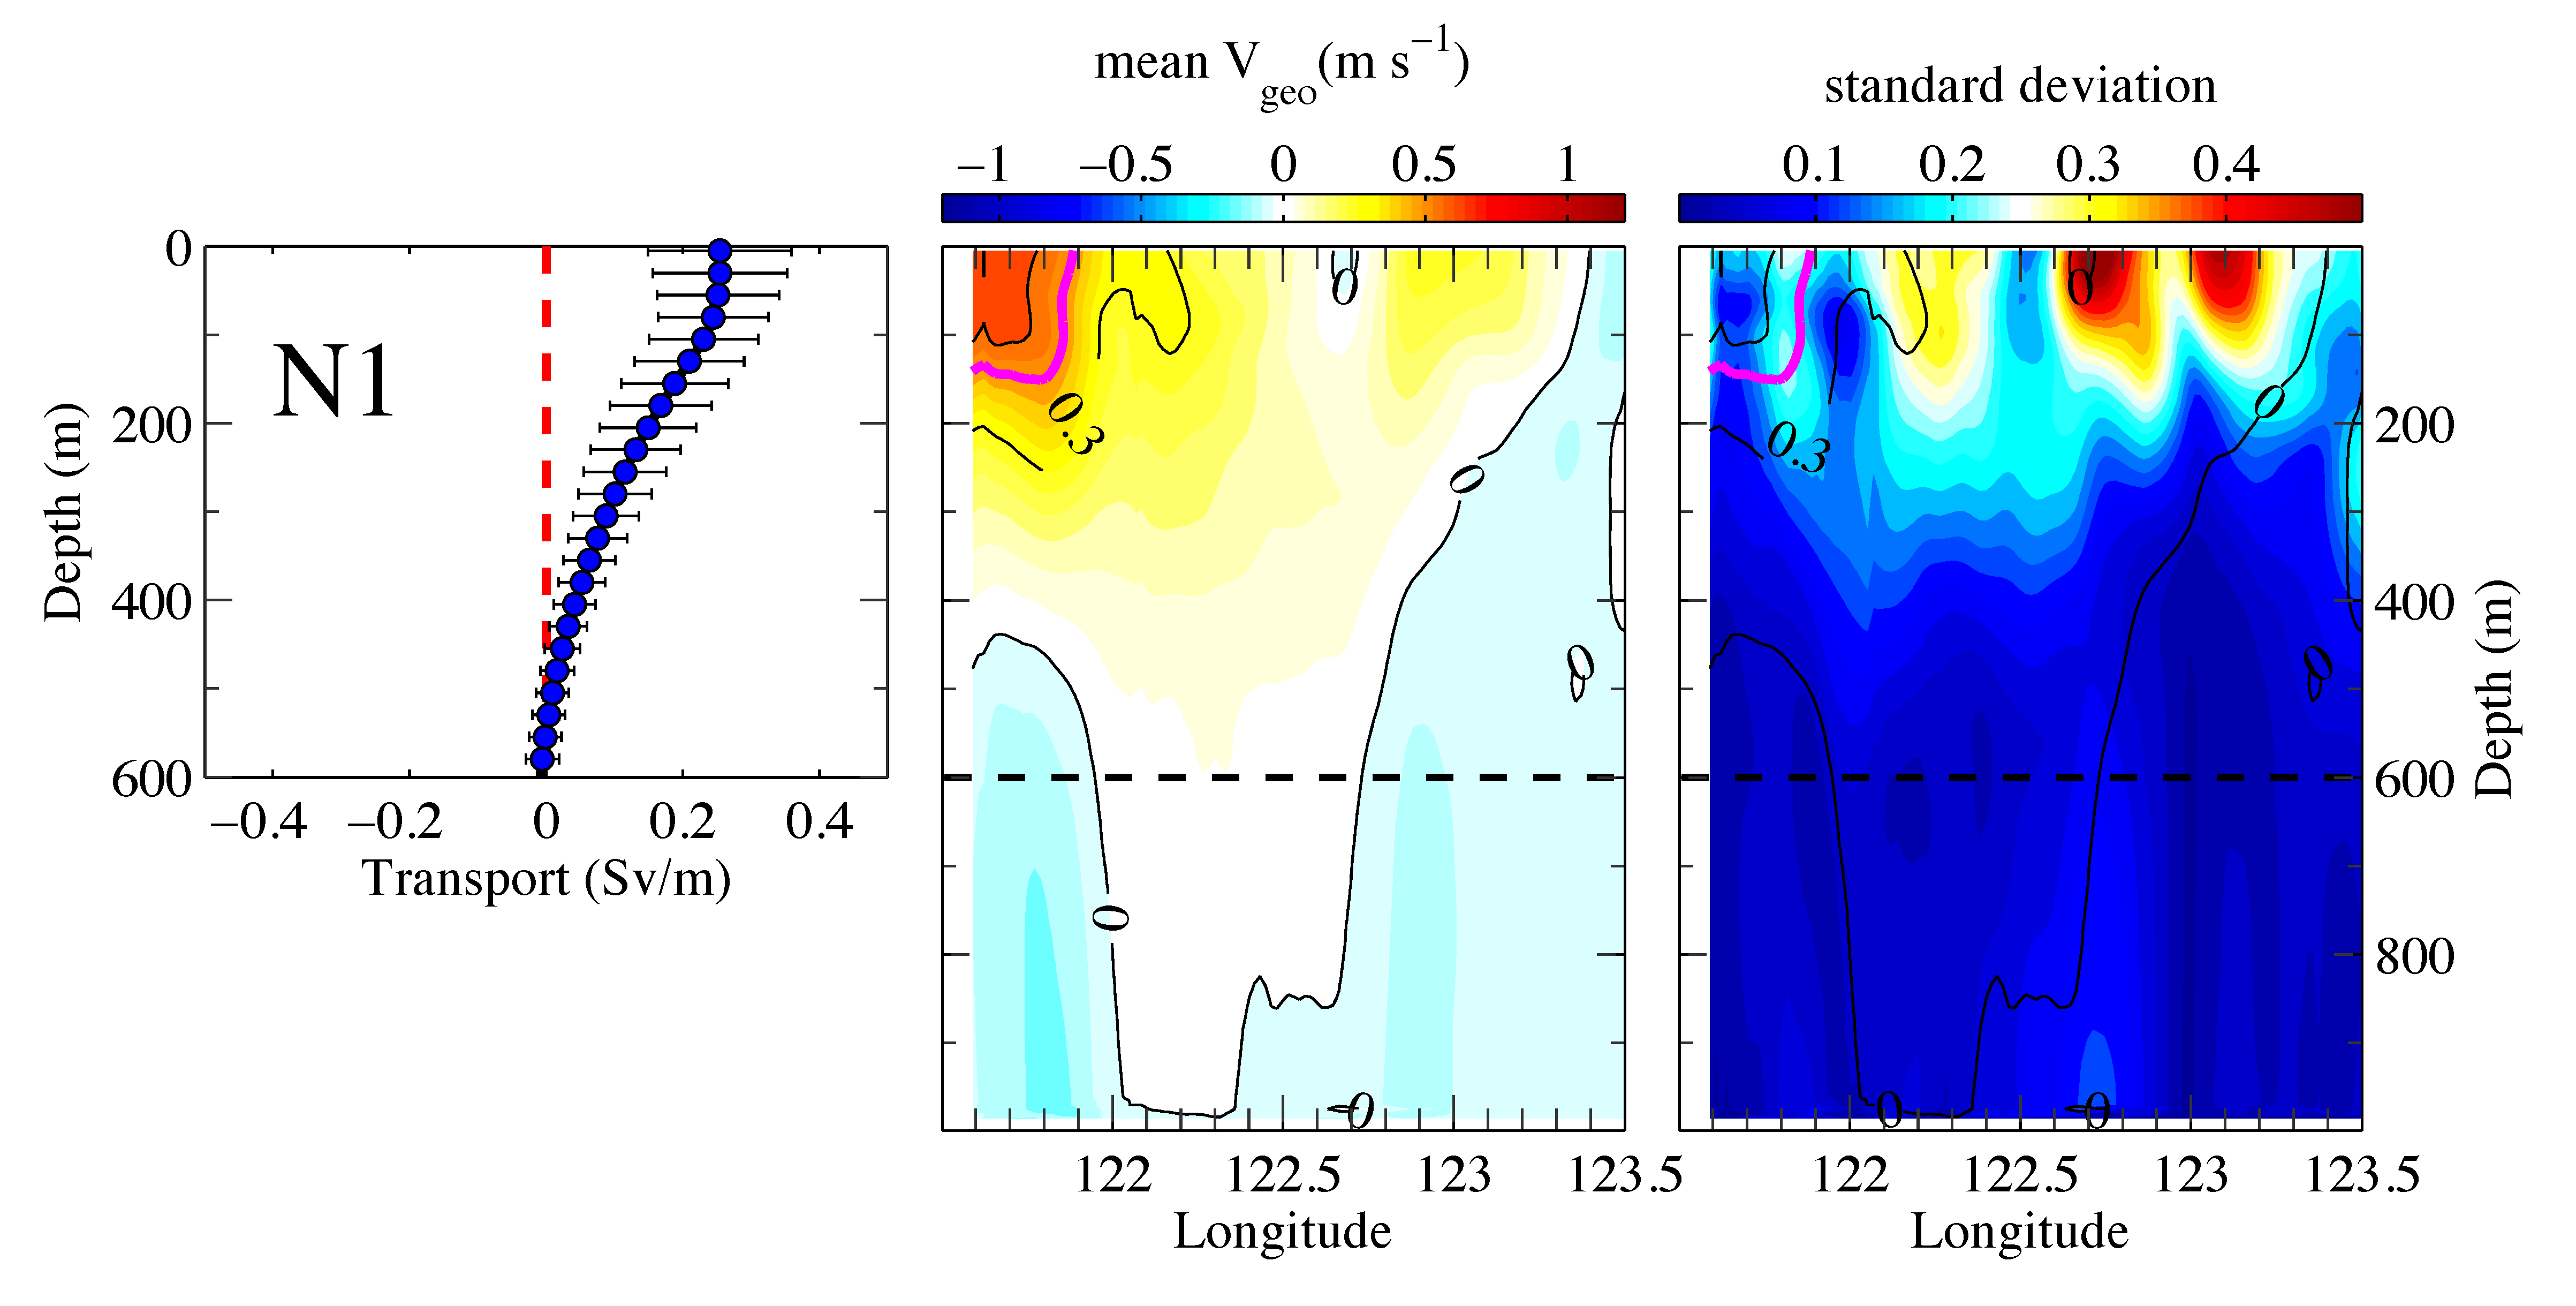 mean Vgeo(m s−1)
standard deviation
−1 −0.5 0 0.5 1
0.1 0.2 0.3 0.4
0
200
400
600
Depth (m)
N1
−0.4 −0.2 0 0.2 0.4
Transport (Sv/m)
0
0.3
0
0
0
0
122 122.5 123 123.5
Longitude
0
0.3
0
0
0
0
200
400
600
800
Depth (m)
122 122.5 123 123.5
Longitude